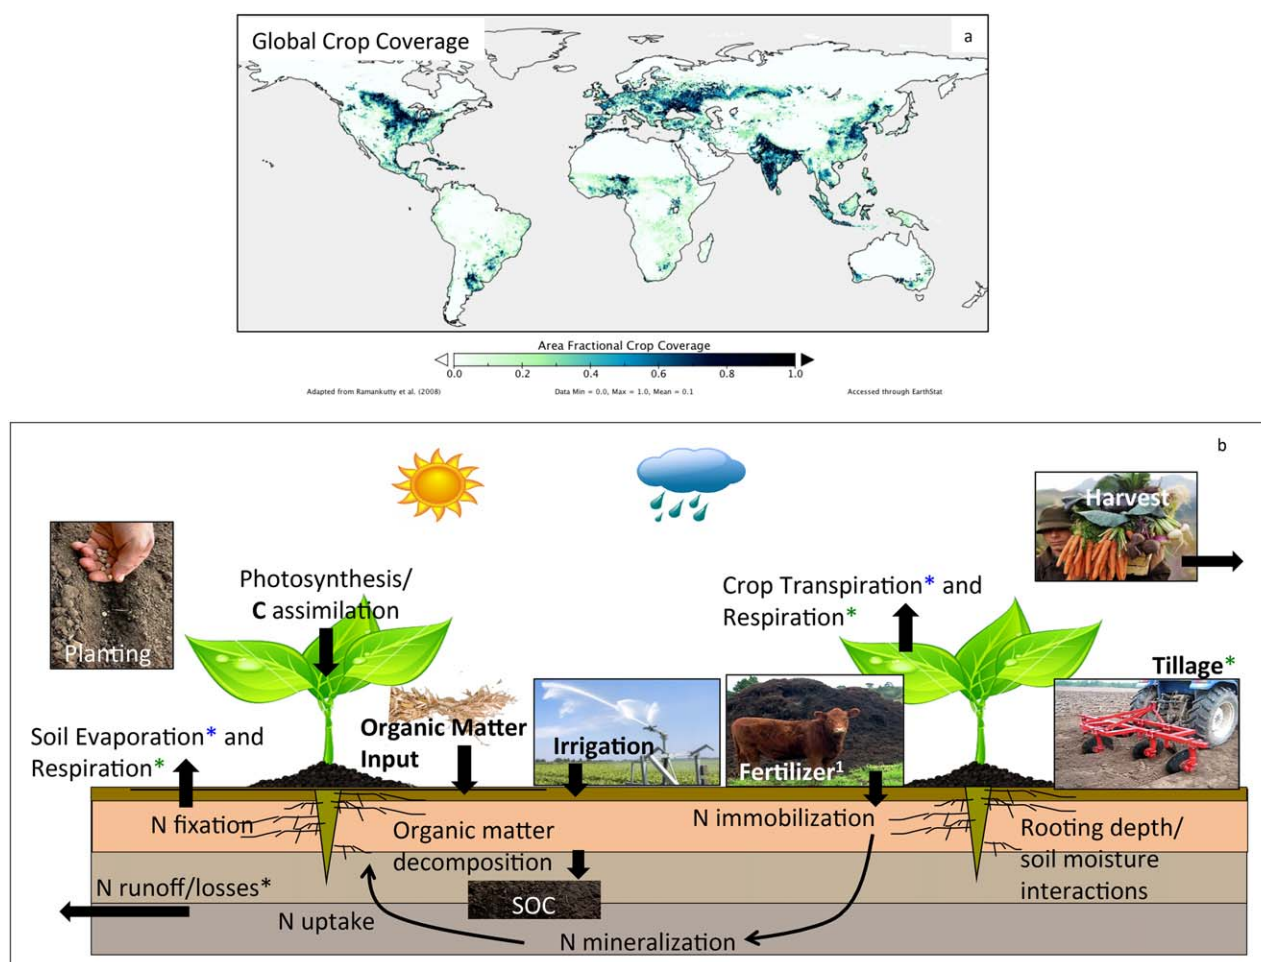 Global Crop Coverage
a
Area Fractional Crop Coverage
0.0 0.2 0.4 0.6 0.8 1.0
Adapted from Ramankutty et al. (2008)
Data Min = 0.0, Max = 1.0, Mean = 0.1
Accessed through EarthStat
b
Harvest
Planting
Photosynthesis/
C assimilation
Crop Transpiration* and
Respiration*
Tillage*
Soil Evaporation* and
Respiration*
Organic Matter
Input
Irrigation
Fertilizer¹
N fixation
Organic matter
decomposition
N immobilization
Rooting depth/
soil moisture
interactions
N runoff/losses*
SOC
N uptake
N mineralization